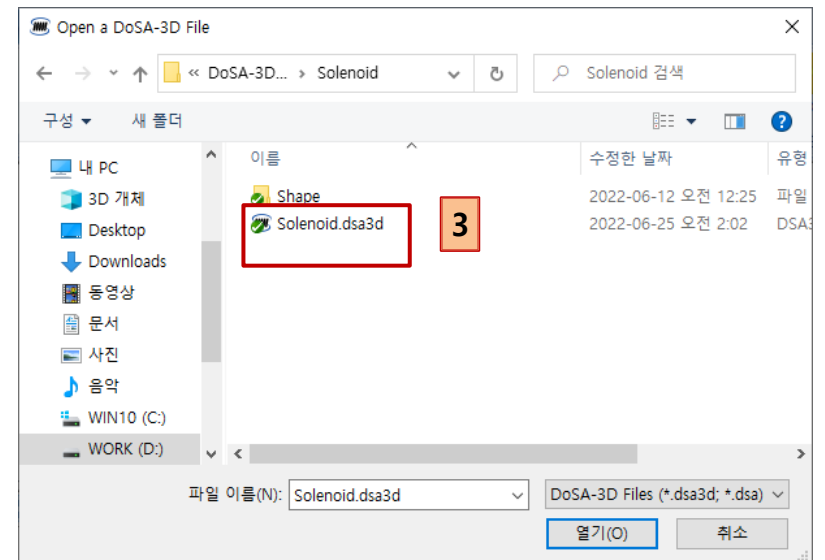 Open a DoSA-3D File
« DoSA-3D... › Solenoid
Solenoid 검색
구성
새 폴더
이름
수정한 날짜
유형
내 PC
3D 개체
Desktop
Downloads
동영상
문서
사진
음악
WIN10 (C:)
WORK (D:)
Shape
2022-06-12 오전 12:25
파일
Solenoid.dsa3d
2022-06-25 오전 2:02
DSA3
3
파일 이름(N):
Solenoid.dsa3d
DoSA-3D Files (*.dsa3d; *.dsa)
열기(O)
취소